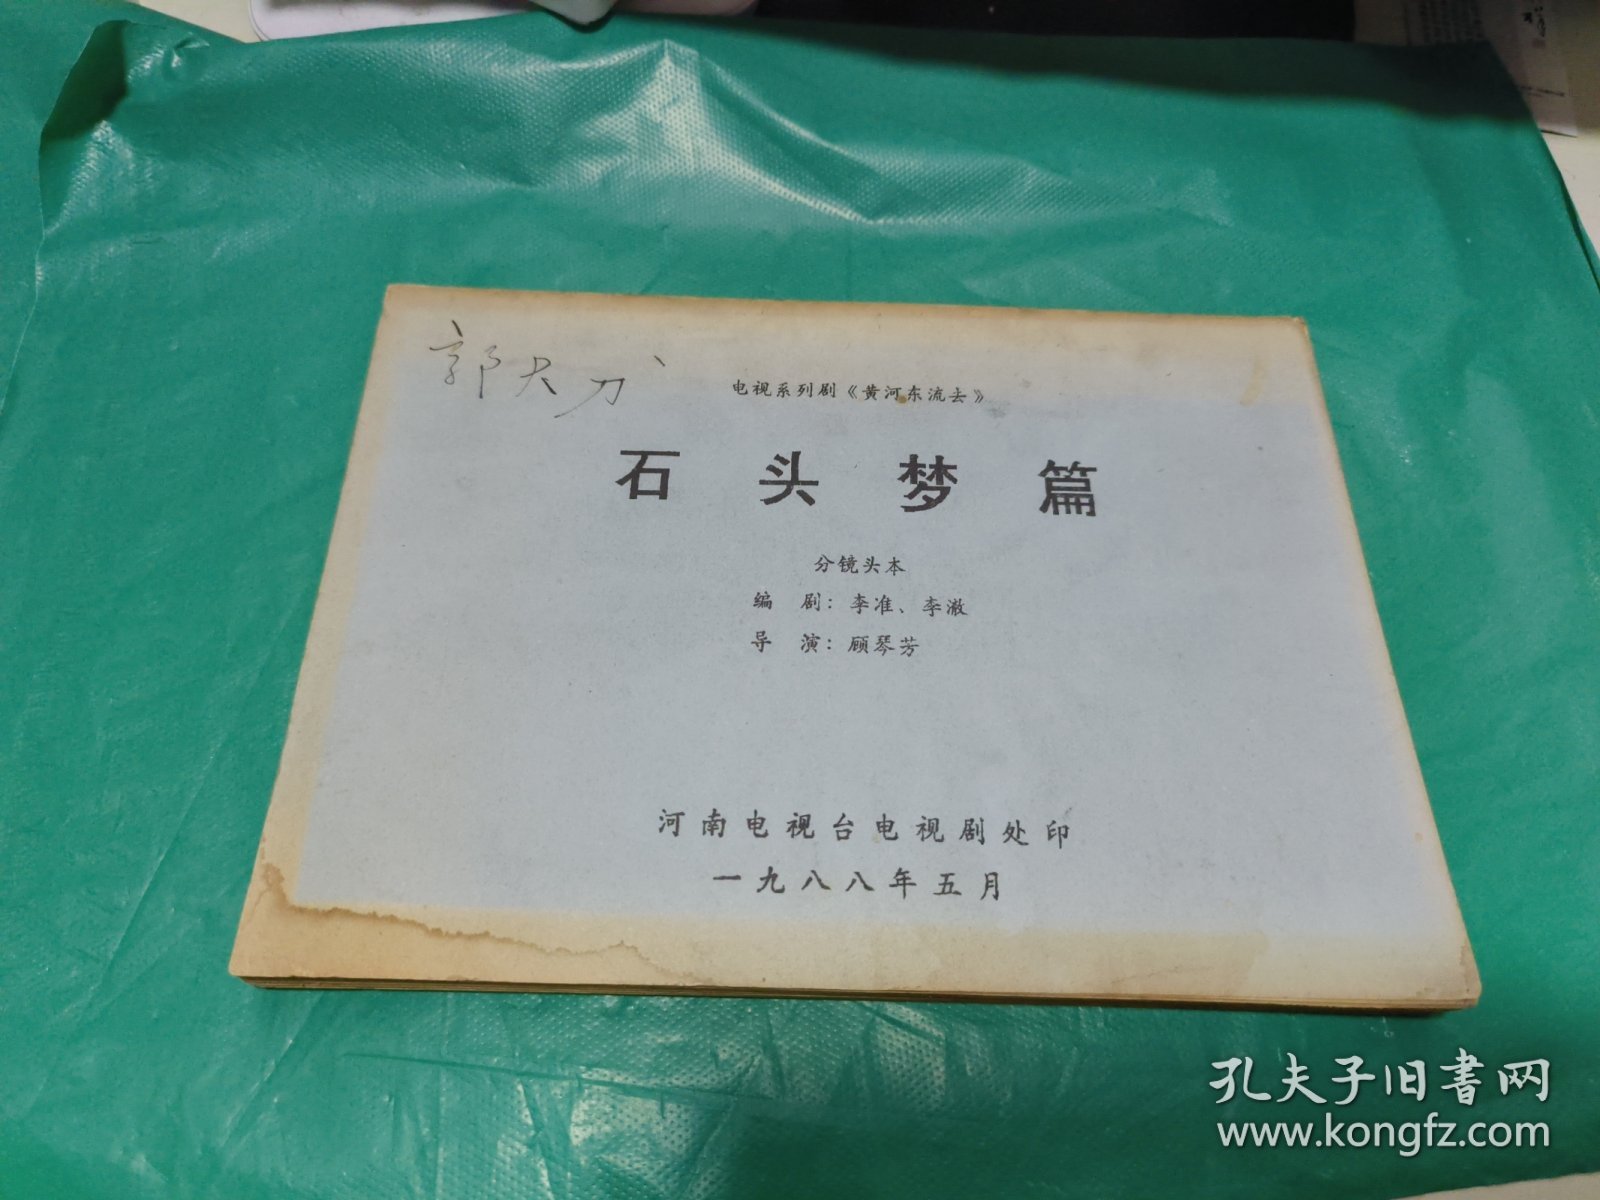 郭大刀
电视系列剧《黄河东流去》
石头梦篇
分镜头本
编 剧：李准、李澈
导 演：顾琴芳
河南电视台电视剧处印
一九八八年五月
孔夫子旧书网
www.kongfz.com